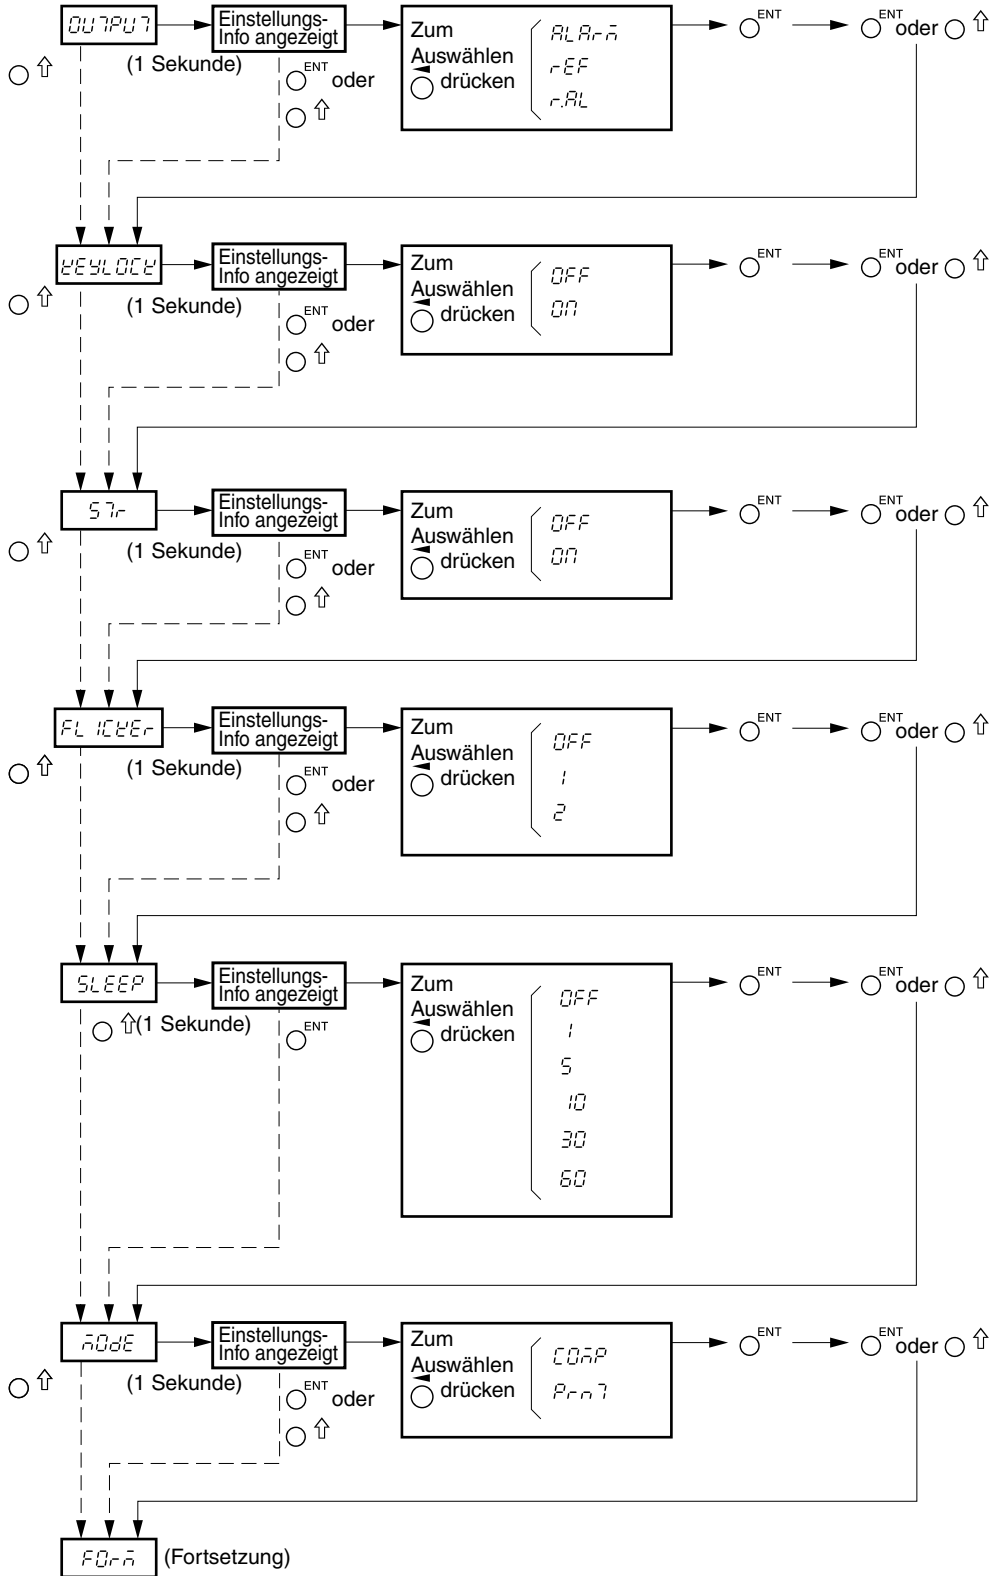 OUTPUT
Einstellungs-
Info angezeigt
(1 Sekunde)
ENT oder
Zum
Auswählen
drücken
ALArm
rEF
r.AL
ENT
ENT oder
KEYLOCK
Einstellungs-
Info angezeigt
(1 Sekunde)
ENT oder
Zum
Auswählen
drücken
OFF
ON
ENT
ENT oder
STr
Einstellungs-
Info angezeigt
(1 Sekunde)
ENT oder
Zum
Auswählen
drücken
OFF
ON
ENT
ENT oder
FLICKEr
Einstellungs-
Info angezeigt
(1 Sekunde)
ENT oder
Zum
Auswählen
drücken
OFF
1
2
ENT
ENT oder
SLEEP
Einstellungs-
Info angezeigt
(1 Sekunde)
ENT
Zum
Auswählen
drücken
OFF
1
5
10
30
60
ENT
ENT oder
mOdE
Einstellungs-
Info angezeigt
(1 Sekunde)
ENT oder
Zum
Auswählen
drücken
COmP
PrnT
ENT
ENT oder
FOrm
(Fortsetzung)